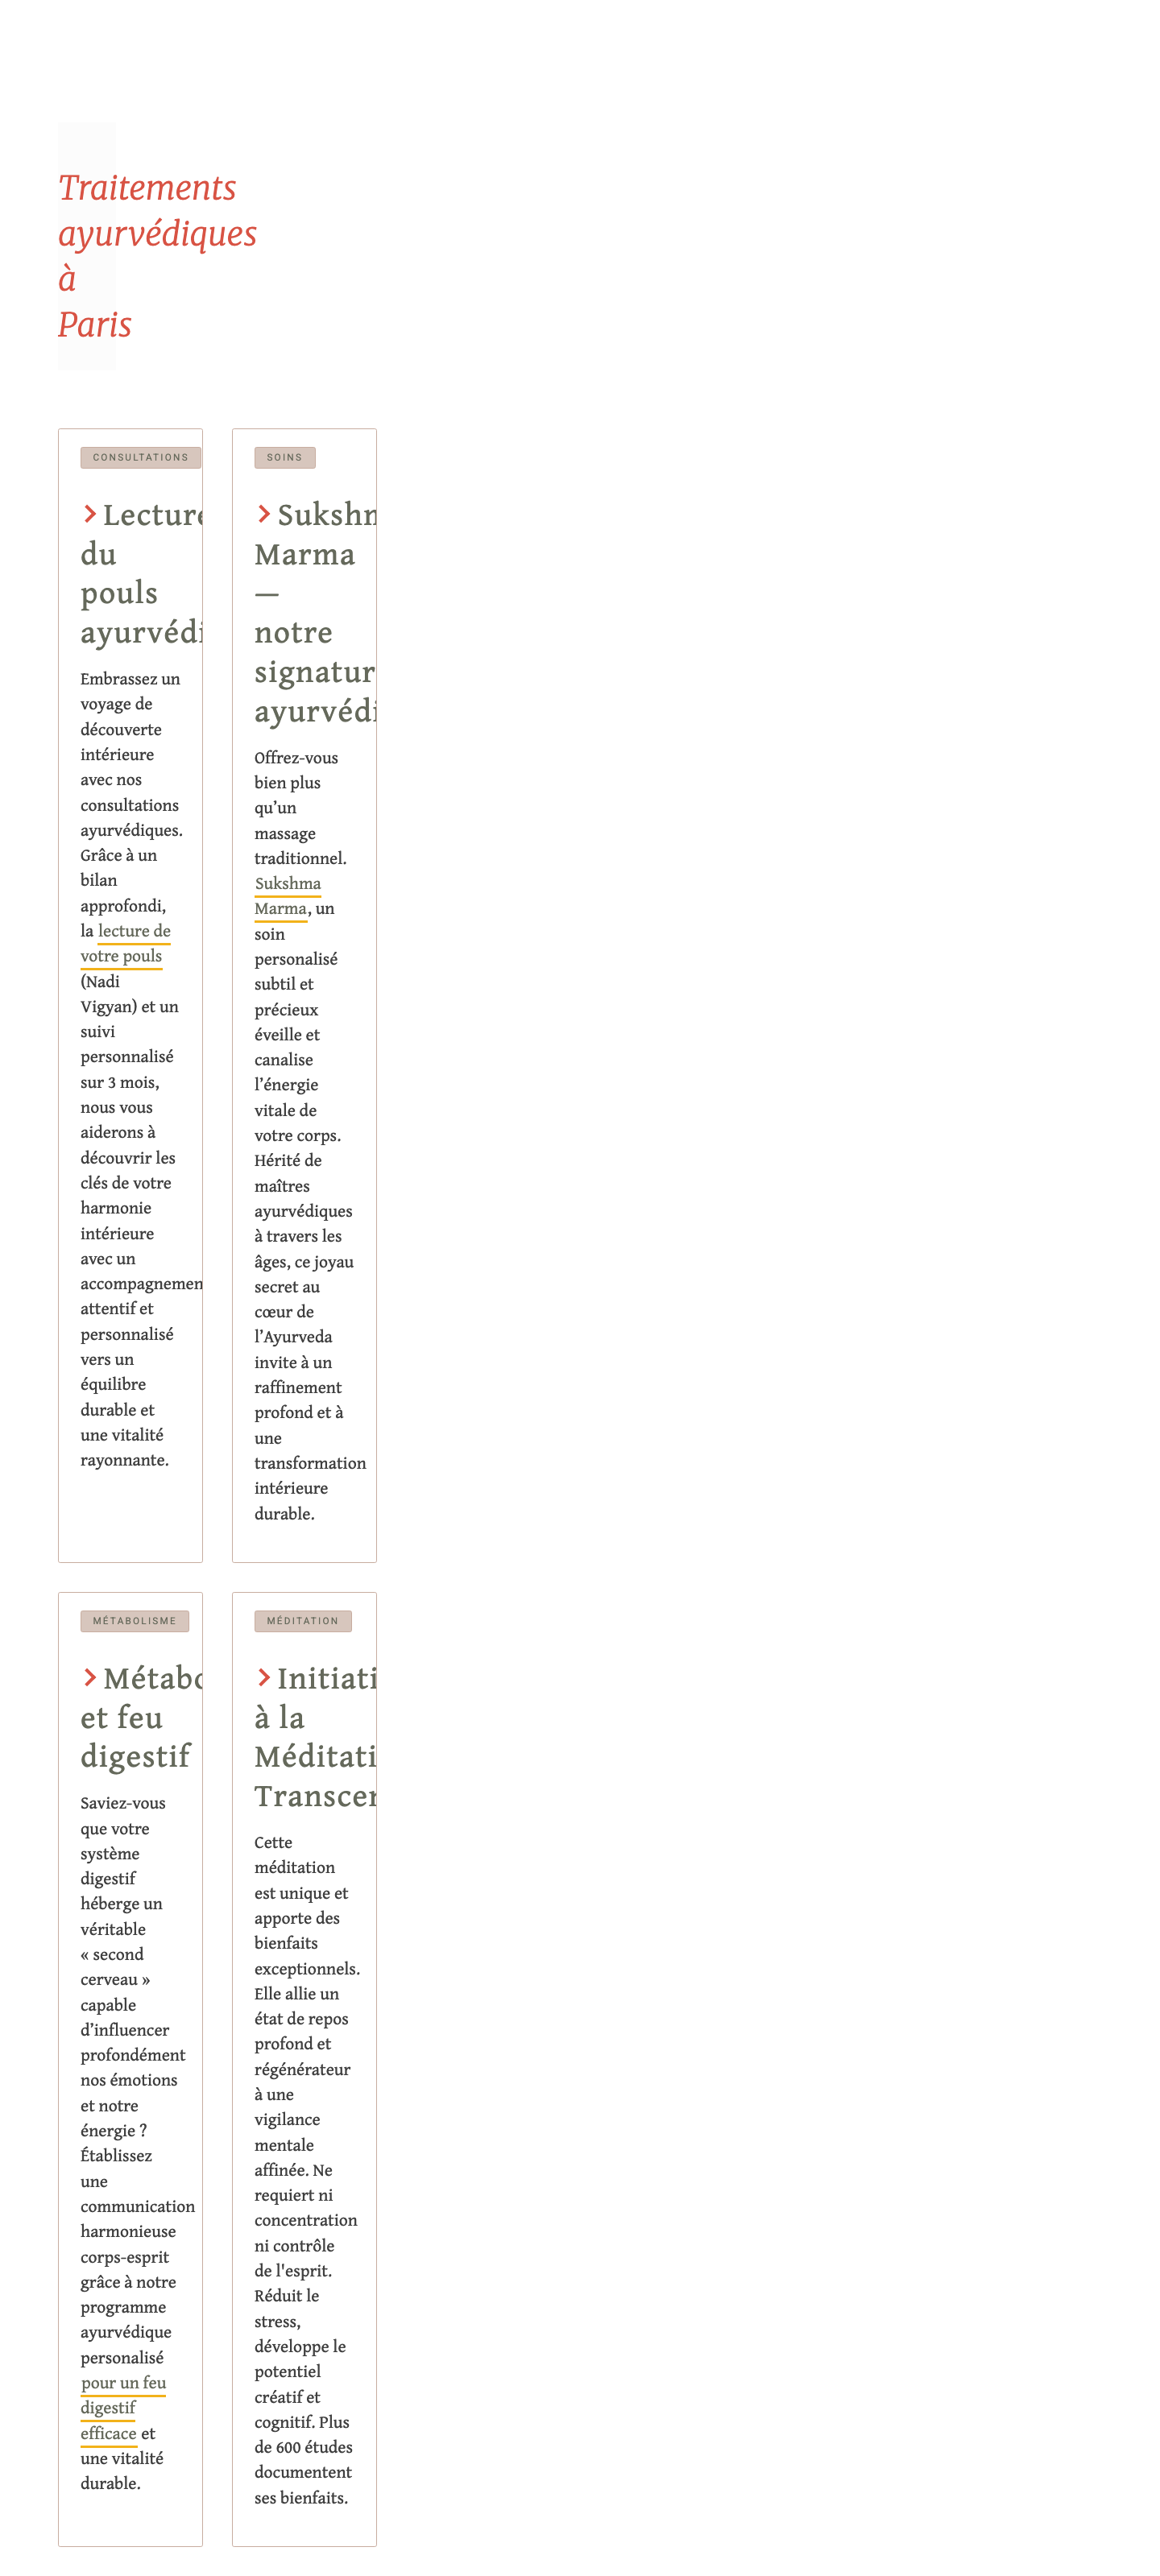 Traitements
ayurvédiques
à
Paris
CONSULTATIONS
Lecture
du
pouls
ayurvédi
Embrassez un
voyage de
découverte
intérieure
avec nos
consultations
ayurvédiques.
Grâce à un
bilan
approfondi,
la lecture de
votre pouls
(Nadi
Vigyan) et un
suivi
personnalisé
sur 3 mois,
nous vous
aiderons à
découvrir les
clés de votre
harmonie
intérieure
avec un
accompagnemen
attentif et
personnalisé
vers un
équilibre
durable et
une vitalité
rayonnante.
SOINS
Sukshm
Marma
—
notre
signatur
ayurvédi
Offrez-vous
bien plus
qu’un
massage
traditionnel.
Sukshma
Marma, un
soin
personalisé
subtil et
précieux
éveille et
canalise
l’énergie
vitale de
votre corps.
Hérité de
maîtres
ayurvédiques
à travers les
âges, ce joyau
secret au
cœur de
l’Ayurveda
invite à un
raffinement
profond et à
une
transformation
intérieure
durable.
MÉTABOLISME
Métabo
et feu
digestif
Saviez-vous
que votre
système
digestif
héberge un
véritable
« second
cerveau »
capable
d’influencer
profondément
nos émotions
et notre
énergie ?
Établissez
une
communication
harmonieuse
corps-esprit
grâce à notre
programme
ayurvédique
personalisé
pour un feu
digestif
efficace et
une vitalité
durable.
MÉDITATION
Initiati
à la
Méditati
Transcen
Cette
méditation
est unique et
apporte des
bienfaits
exceptionnels.
Elle allie un
état de repos
profond et
régénérateur
à une
vigilance
mentale
affinée. Ne
requiert ni
concentration
ni contrôle
de l'esprit.
Réduit le
stress,
développe le
potentiel
créatif et
cognitif. Plus
de 600 études
documentent
ses bienfaits.